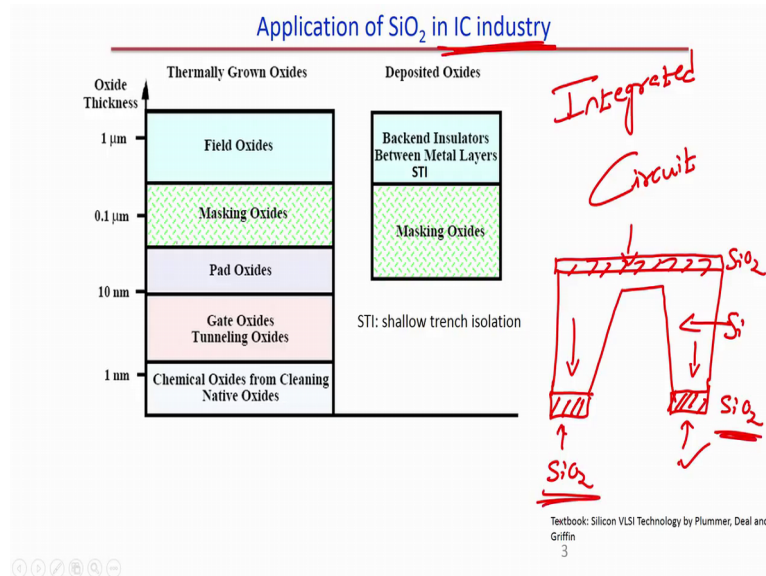 Application of SiO2 in IC industry
Thermally Grown Oxides
Deposited Oxides
Oxide
Thickness
1 μm
0.1 μm
10 nm
1 nm
Field Oxides
Masking Oxides
Pad Oxides
Gate Oxides
Tunneling Oxides
Chemical Oxides from Cleaning
Native Oxides
Backend Insulators
Between Metal Layers
STI
Masking Oxides
STI: shallow trench isolation
Integrated
Circuit
SiO2
Si
SiO2
SiO2
Textbook: Silicon VLSI Technology by Plummer, Deal and
Griffin
3